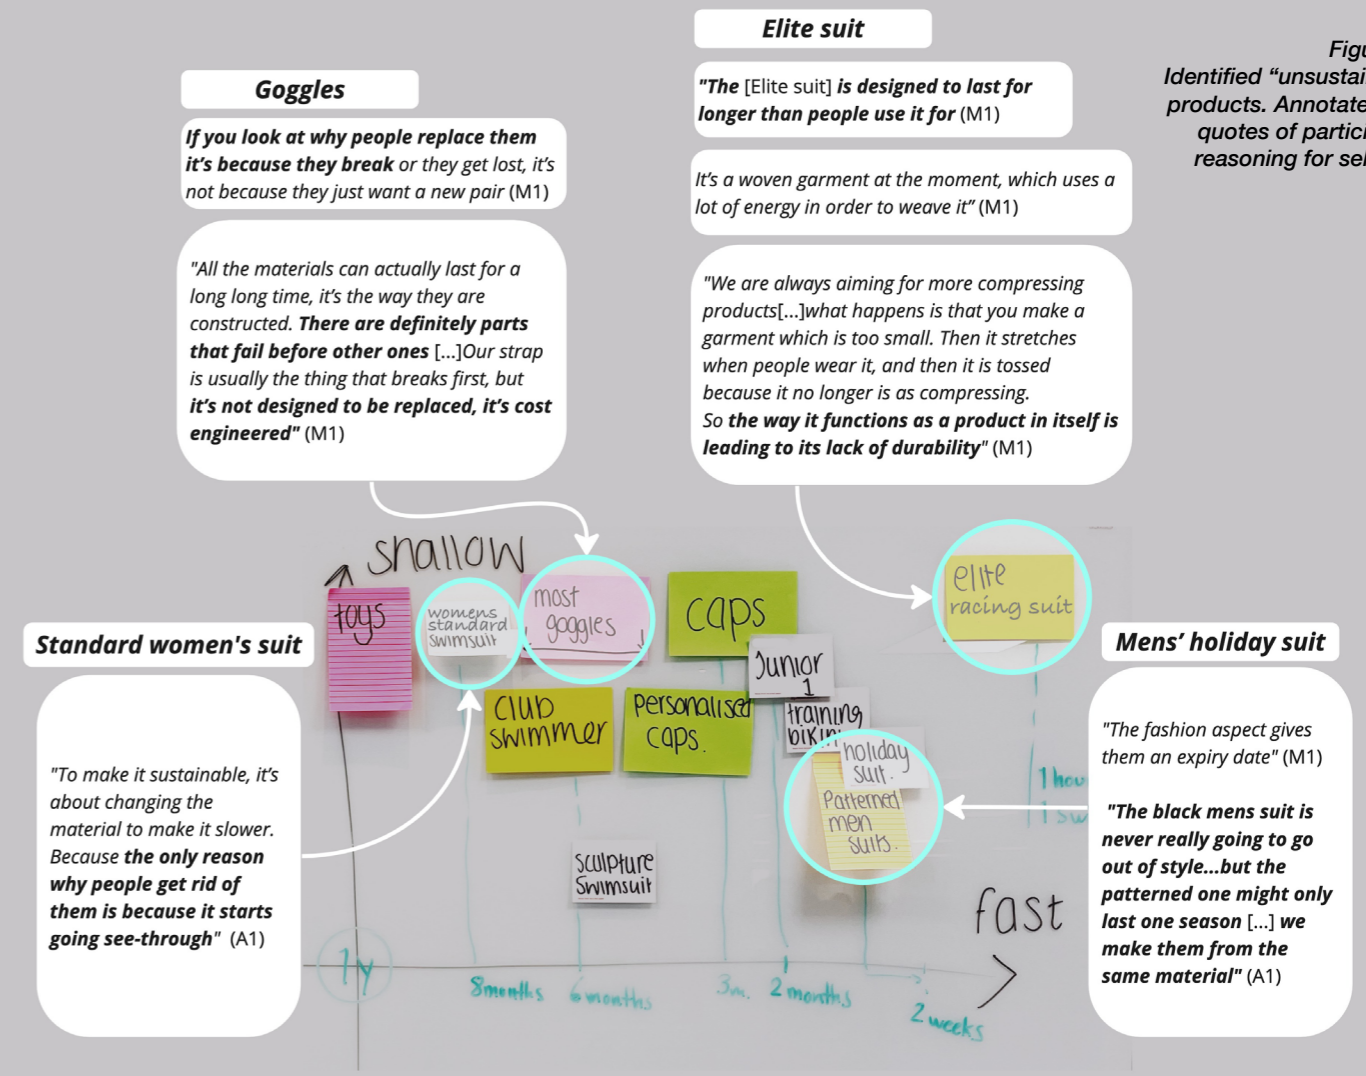 Elite suit
"The [Elite suit] is designed to last for
longer than people use it for (M1)
It's a woven garment at the moment, which uses a
lot of energy in order to weave it" (M1)
"We are always aiming for more compressing
products[...]what happens is that you make a
garment which is too small. Then it stretches
when people wear it, and then it is tossed
because it no longer is as compressing.
So the way it functions as a product in itself is
leading to its lack of durability" (M1)
Goggles
If you look at why people replace them
it's because they break or they get lost, it's
not because they just want a new pair (M1)
"All the materials can actually last for a
long long time, it's the way they are
constructed. There are definitely parts
that fail before other ones [...]Our strap
is usually the thing that breaks first, but
it's not designed to be replaced, it's cost
engineered" (M1)
Figu
Identified "unsustai
products. Annotate
quotes of partici
reasoning for sel
shallow
toys
womens
standard
swimsuit
most
goggles
caps
elite
racing suit
Junior
1
club
swimmer
personalised
caps.
training
bikin
holiday
suit.
Patterned
men
suits.
sculpture
swimsuit
1 hou
1 sw
fast
1y
8months
6 months
3m.
2 months
2 weeks
Standard women's suit
"To make it sustainable, it's
about changing the
material to make it slower.
Because the only reason
why people get rid of
them is because it starts
going see-through" (A1)
Mens' holiday suit
"The fashion aspect gives
them an expiry date" (M1)
"The black mens suit is
never really going to go
out of style...but the
patterned one might only
last one season [...] we
make them from the
same material" (A1)